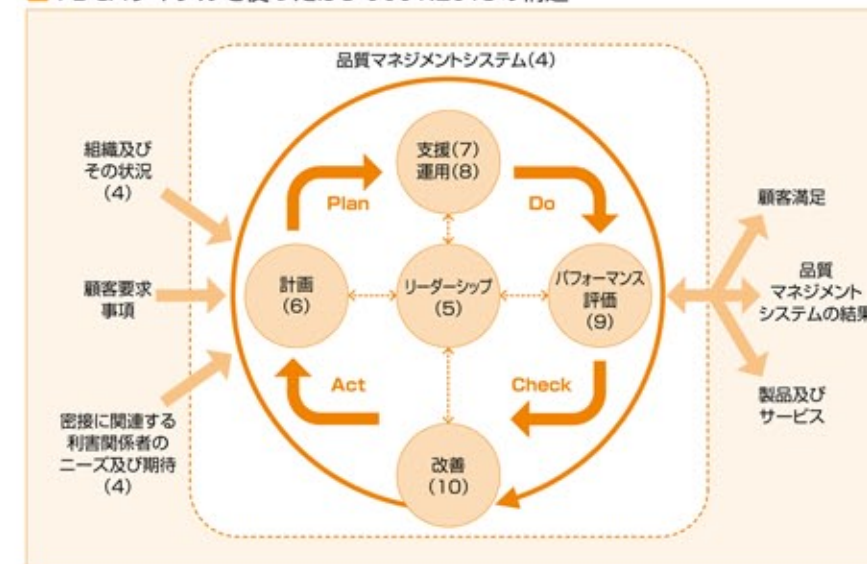 品質マネジメントシステム(4)
組織及び
その状況
(4)
顧客要求
事項
密接に関連する
利害関係者の
ニーズ及び期待
(4)
支援(7)
運用(8)
Plan
Do
計画
(6)
リーダーシップ
(5)
パフォーマンス
評価
(9)
Act
Check
改善
(10)
顧客満足
品質
マネジメント
システムの結果
製品及び
サービス